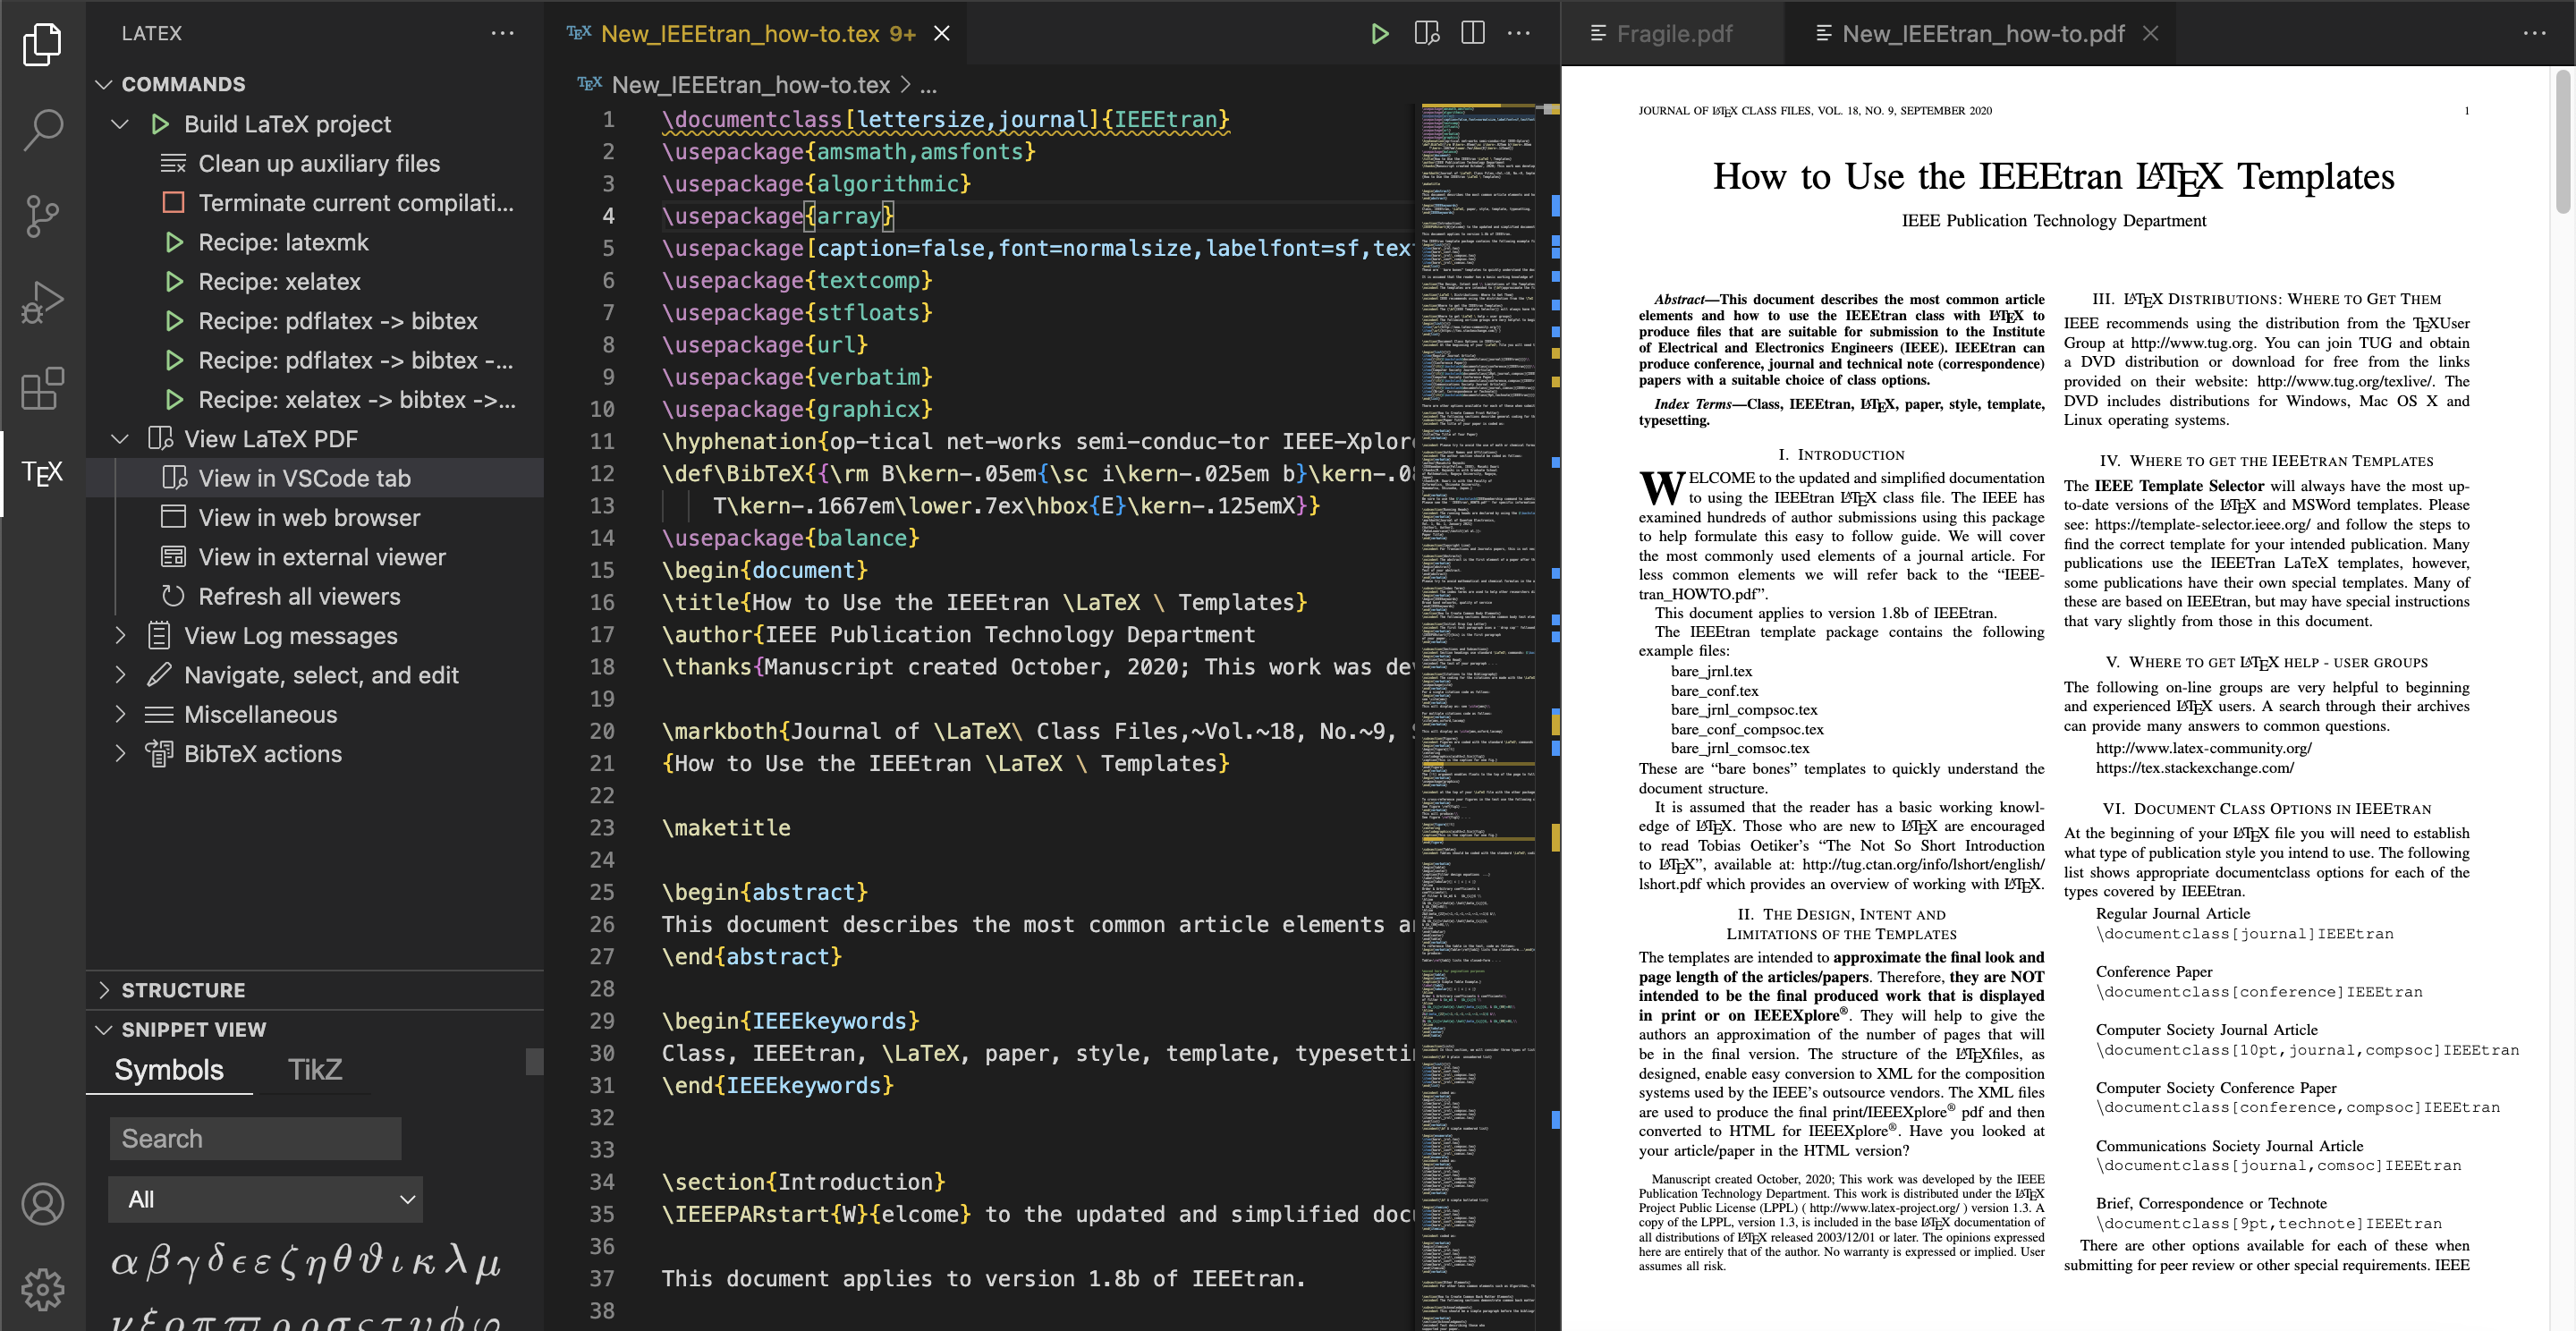 LATEX
COMMANDS
Build LaTeX project
Clean up auxiliary files
Terminate current compilati...
Recipe: latexmk
Recipe: xelatex
Recipe: pdflatex -> bibtex
Recipe: pdflatex -> bibtex -...
Recipe: xelatex -> bibtex ->...
View LaTeX PDF
View in VSCode tab
View in web browser
View in external viewer
Refresh all viewers
View Log messages
Navigate, select, and edit
Miscellaneous
BibTeX actions
TEX
STRUCTURE
SNIPPET VIEW
Symbols TikZ
Search
All
α β γ δ ϵ ε ζ η θ ϑ ι κ λ μ
ν ξ ο π ϖ ρ ϱ σ ς τ υ ϕ φ
TEX New_IEEEtran_how-to.tex 9+
TEX New_IEEEtran_how-to.tex > ...
1 \documentclass[lettersize,journal]{IEEEtran}
2 \usepackage{amsmath,amsfonts}
3 \usepackage{algorithmic}
4 \usepackage{array}
5 \usepackage[caption=false,font=normalsize,labelfont=sf,tex
6 \usepackage{textcomp}
7 \usepackage{stfloats}
8 \usepackage{url}
9 \usepackage{verbatim}
10 \usepackage{graphicx}
11 \hyphenation{op-tical net-works semi-conduc-tor IEEE-Xplor
12 \def\BibTeX{{\rm B\kern-.05em{\sc i\kern-.025em b}\kern-.0
13 T\kern-.1667em\lower.7ex\hbox{E}\kern-.125emX}}
14 \usepackage{balance}
15 \begin{document}
16 \title{How to Use the IEEEtran \LaTeX \ Templates}
17 \author{IEEE Publication Technology Department
18 \thanks{Manuscript created October, 2020; This work was de
19
20 \markboth{Journal of \LaTeX\ Class Files,~Vol.~18, No.~9,
21 {How to Use the IEEEtran \LaTeX \ Templates}
22
23 \maketitle
24
25 \begin{abstract}
26 This document describes the most common article elements a
27 \end{abstract}
28
29 \begin{IEEEkeywords}
30 Class, IEEEtran, \LaTeX, paper, style, template, typesetti
31 \end{IEEEkeywords}
32
33
34 \section{Introduction}
35 \IEEEPARstart{W}{elcome} to the updated and simplified doc
36
37 This document applies to version 1.8b of IEEEtran.
38
Fragile.pdf
New_IEEEtran_how-to.pdf
JOURNAL OF LATEX CLASS FILES, VOL. 18, NO. 9, SEPTEMBER 2020 1
How to Use the IEEEtran LATEX Templates
IEEE Publication Technology Department
Abstract—This document describes the most common article
elements and how to use the IEEEtran class with LATEX to
produce files that are suitable for submission to the Institute
of Electrical and Electronics Engineers (IEEE). IEEEtran can
produce conference, journal and technical note (correspondence)
papers with a suitable choice of class options.
Index Terms—Class, IEEEtran, LATEX, paper, style, template,
typesetting.
I. INTRODUCTION
WELCOME to the updated and simplified documentation
to using the IEEEtran LATEX class file. The IEEE has
examined hundreds of author submissions using this package
to help formulate this easy to follow guide. We will cover
the most commonly used elements of a journal article. For
less common elements we will refer back to the “IEEE-
tran_HOWTO.pdf”.
This document applies to version 1.8b of IEEEtran.
The IEEEtran template package contains the following
example files:
bare_jrnl.tex
bare_conf.tex
bare_jrnl_compsoc.tex
bare_conf_compsoc.tex
bare_jrnl_comsoc.tex
These are “bare bones” templates to quickly understand the
document structure.
It is assumed that the reader has a basic working knowl-
edge of LATEX. Those who are new to LATEX are encouraged
to read Tobias Oetiker's “The Not So Short Introduction
to LATEX”, available at: http://tug.ctan.org/info/lshort/english/
lshort.pdf which provides an overview of working with LATEX.
II. THE DESIGN, INTENT AND
LIMITATIONS OF THE TEMPLATES
The templates are intended to approximate the final look and
page length of the articles/papers. Therefore, they are NOT
intended to be the final produced work that is displayed
in print or on IEEEXplore®. They will help to give the
authors an approximation of the number of pages that will
be in the final version. The structure of the LATEXfiles, as
designed, enable easy conversion to XML for the composition
systems used by the IEEE's outsource vendors. The XML files
are used to produce the final print/IEEEXplore® pdf and then
converted to HTML for IEEEXplore®. Have you looked at
your article/paper in the HTML version?
Manuscript created October, 2020; This work was developed by the IEEE
Publication Technology Department. This work is distributed under the LATEX
Project Public License (LPPL) ( http://www.latex-project.org/ ) version 1.3. A
copy of the LPPL, version 1.3, is included in the base LATEX documentation of
all distributions of LATEX released 2003/12/01 or later. The opinions expressed
here are entirely that of the author. No warranty is expressed or implied. User
assumes all risk.
III. LATEX DISTRIBUTIONS: WHERE TO GET THEM
IEEE recommends using the distribution from the TEXUser
Group at http://www.tug.org. You can join TUG and obtain
a DVD distribution or download for free from the links
provided on their website: http://www.tug.org/texlive/. The
DVD includes distributions for Windows, Mac OS X and
Linux operating systems.
IV. WHERE TO GET THE IEEETRAN TEMPLATES
The IEEE Template Selector will always have the most up-
to-date versions of the LATEX and MSWord templates. Please
see: https://template-selector.ieee.org/ and follow the steps to
find the correct template for your intended publication. Many
publications use the IEEETran LaTeX templates, however,
some publications have their own special templates. Many of
these are based on IEEEtran, but may have special instructions
that vary slightly from those in this document.
V. WHERE TO GET LATEX HELP - USER GROUPS
The following on-line groups are very helpful to beginning
and experienced LATEX users. A search through their archives
can provide many answers to common questions.
http://www.latex-community.org/
https://tex.stackexchange.com/
VI. DOCUMENT CLASS OPTIONS IN IEEETRAN
At the beginning of your LATEX file you will need to establish
what type of publication style you intend to use. The following
list shows appropriate documentclass options for each of the
types covered by IEEEtran.
Regular Journal Article
\documentclass[journal]IEEEtran
Conference Paper
\documentclass[conference]IEEEtran
Computer Society Journal Article
\documentclass[10pt,journal,compsoc]IEEEtran
Computer Society Conference Paper
\documentclass[conference,compsoc]IEEEtran
Communications Society Journal Article
\documentclass[journal,comsoc]IEEEtran
Brief, Correspondence or Technote
\documentclass[9pt,technote]IEEEtran
There are other options available for each of these when
submitting for peer review or other special requirements. IEEE